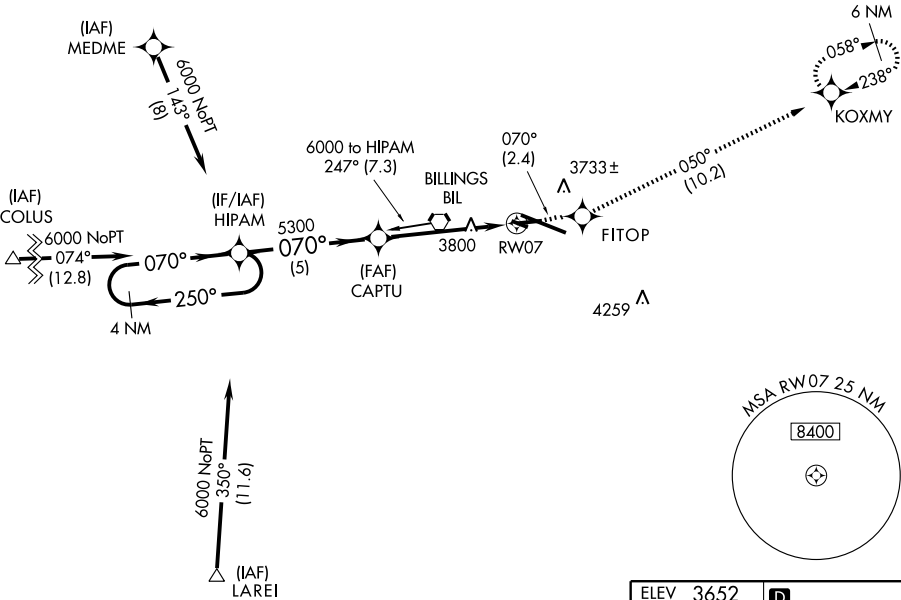 (IAF)
MEDME
6000 NoPT
143°
(8)
6 NM
058°
238°
KOXMY
6000 to HIPAM
247° (7.3)
070°
(2.4)
3733±
050°
(10.2)
BILLINGS
BIL
(IAF)
COLUS
6000 NoPT
074°
(12.8)
(IF/IAF)
HIPAM
070°
250°
4 NM
5300
070°
(5)
(FAF)
CAPTU
3800
RW07
FITOP
4259
6000 NoPT
350°
(11.6)
(IAF)
LAREI
MSA RW07 25 NM
8400
ELEV 3652
D